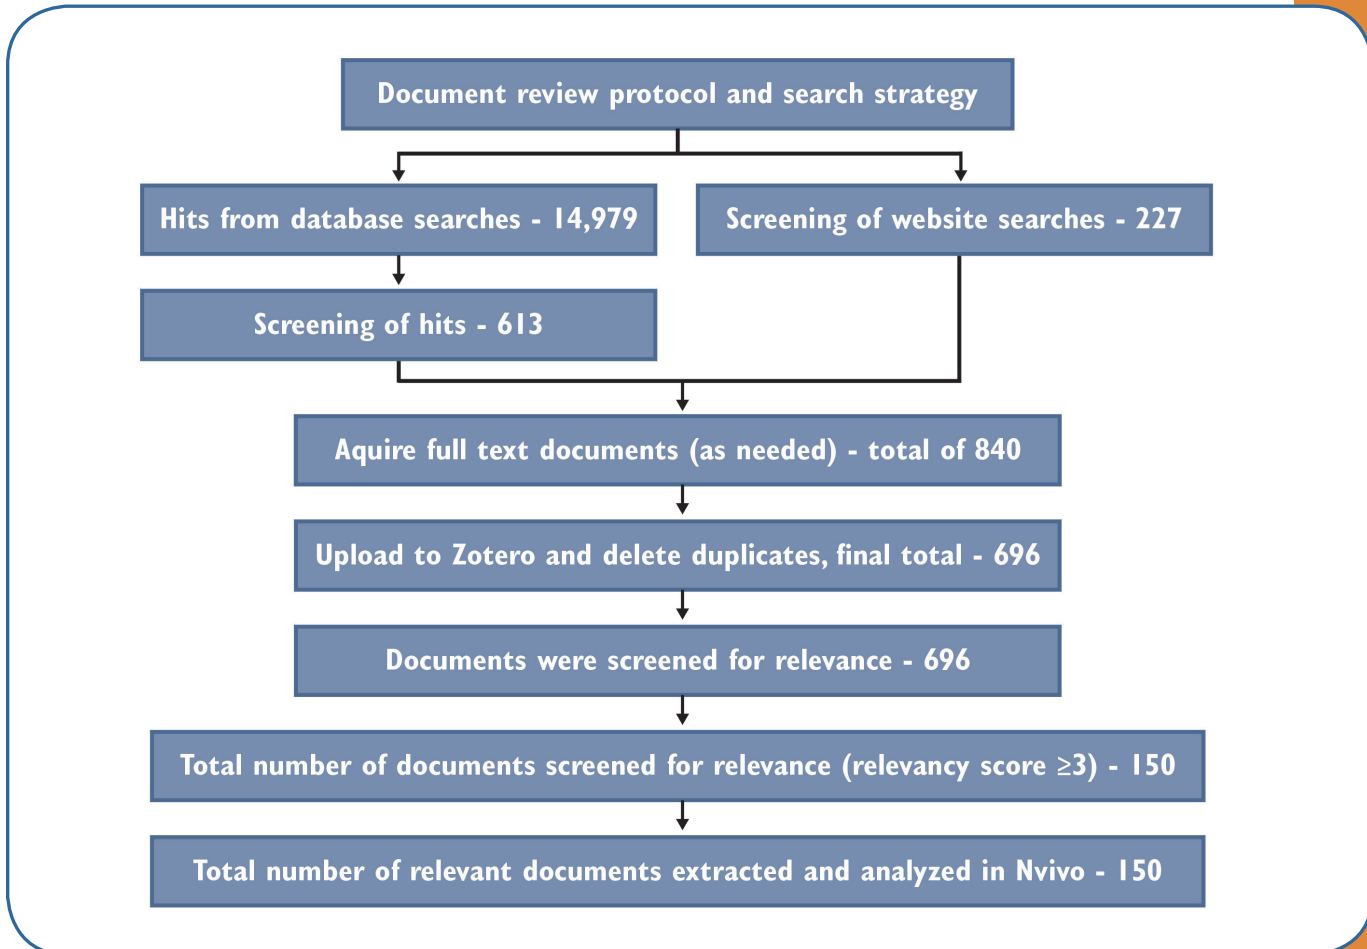 Document review protocol and search strategy
Hits from database searches - 14,979
Screening of website searches - 227
Screening of hits - 613
Aquire full text documents (as needed) - total of 840
Upload to Zotero and delete duplicates, final total - 696
Documents were screened for relevance - 696
Total number of documents screened for relevance (relevancy score ≥3) - 150
Total number of relevant documents extracted and analyzed in Nvivo - 150